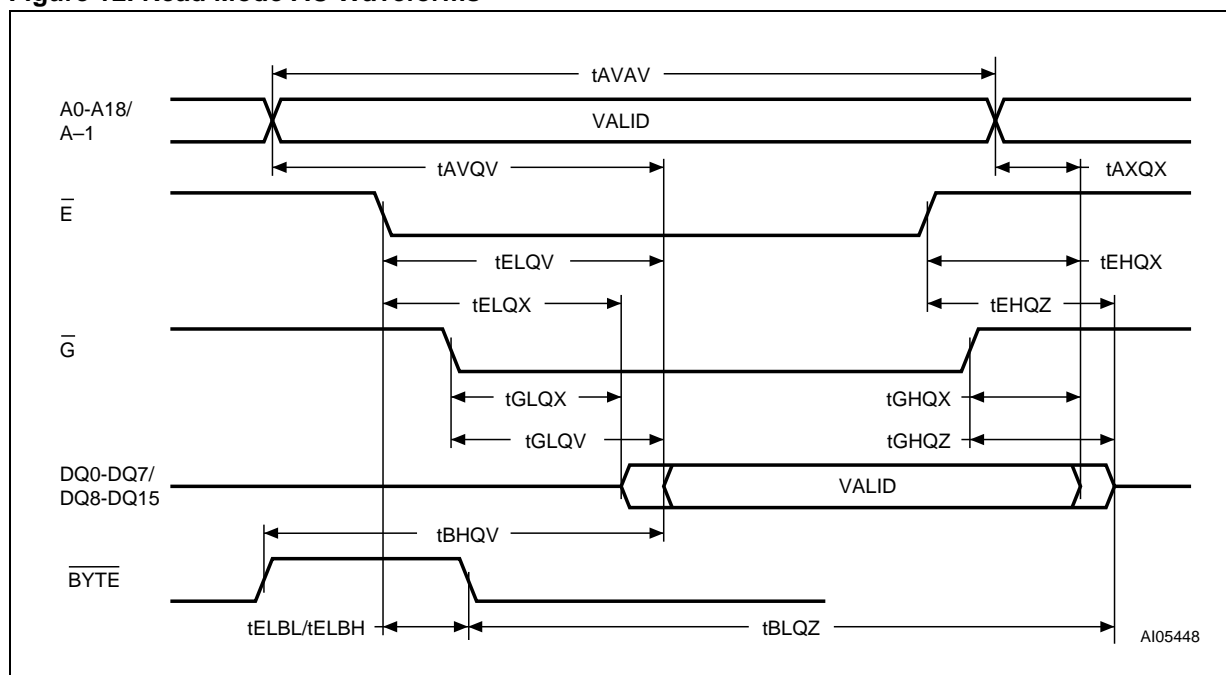 tAVAV
A0-A18/
A–1
VALID
tAVQV
tAXQX
E
tELQV
tEHQX
tELQX
tEHQZ
G
tGLQX
tGHQX
tGLQV
tGHQZ
DQ0-DQ7/
DQ8-DQ15
VALID
tBHQV
BYTE
tELBL/tELBH
tBLQZ
AI05448